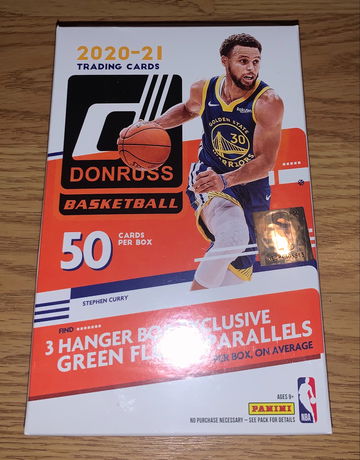 2020-21
TRADING CARDS
DONRUSS
BASKETBALL
GOLDEN STATE
30
WARRIORS
50 CARDS
PER BOX
STEPHEN CURRY
FIND
3 HANGER BOX EXCLUSIVE
GREEN PARALLELS
PER BOX, ON AVERAGE
AGES 9+
PANINI
NBA
NO PURCHASE NECESSARY – SEE PACK FOR DETAILS